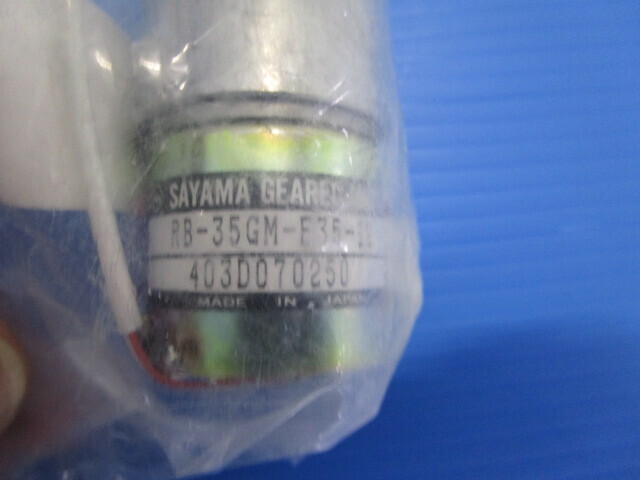 SAYAMA GEARED
RB-35GM-E35-
403D070250
MADE IN JAPAN